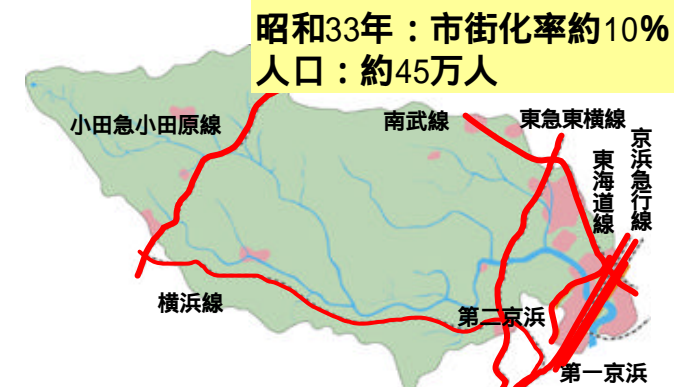 昭和33年：市街化率約10%
人口：約45万人
小田急小田原線
南武線
東急東横線
京浜急行線
東海道線
横浜線
第二京浜
第一京浜